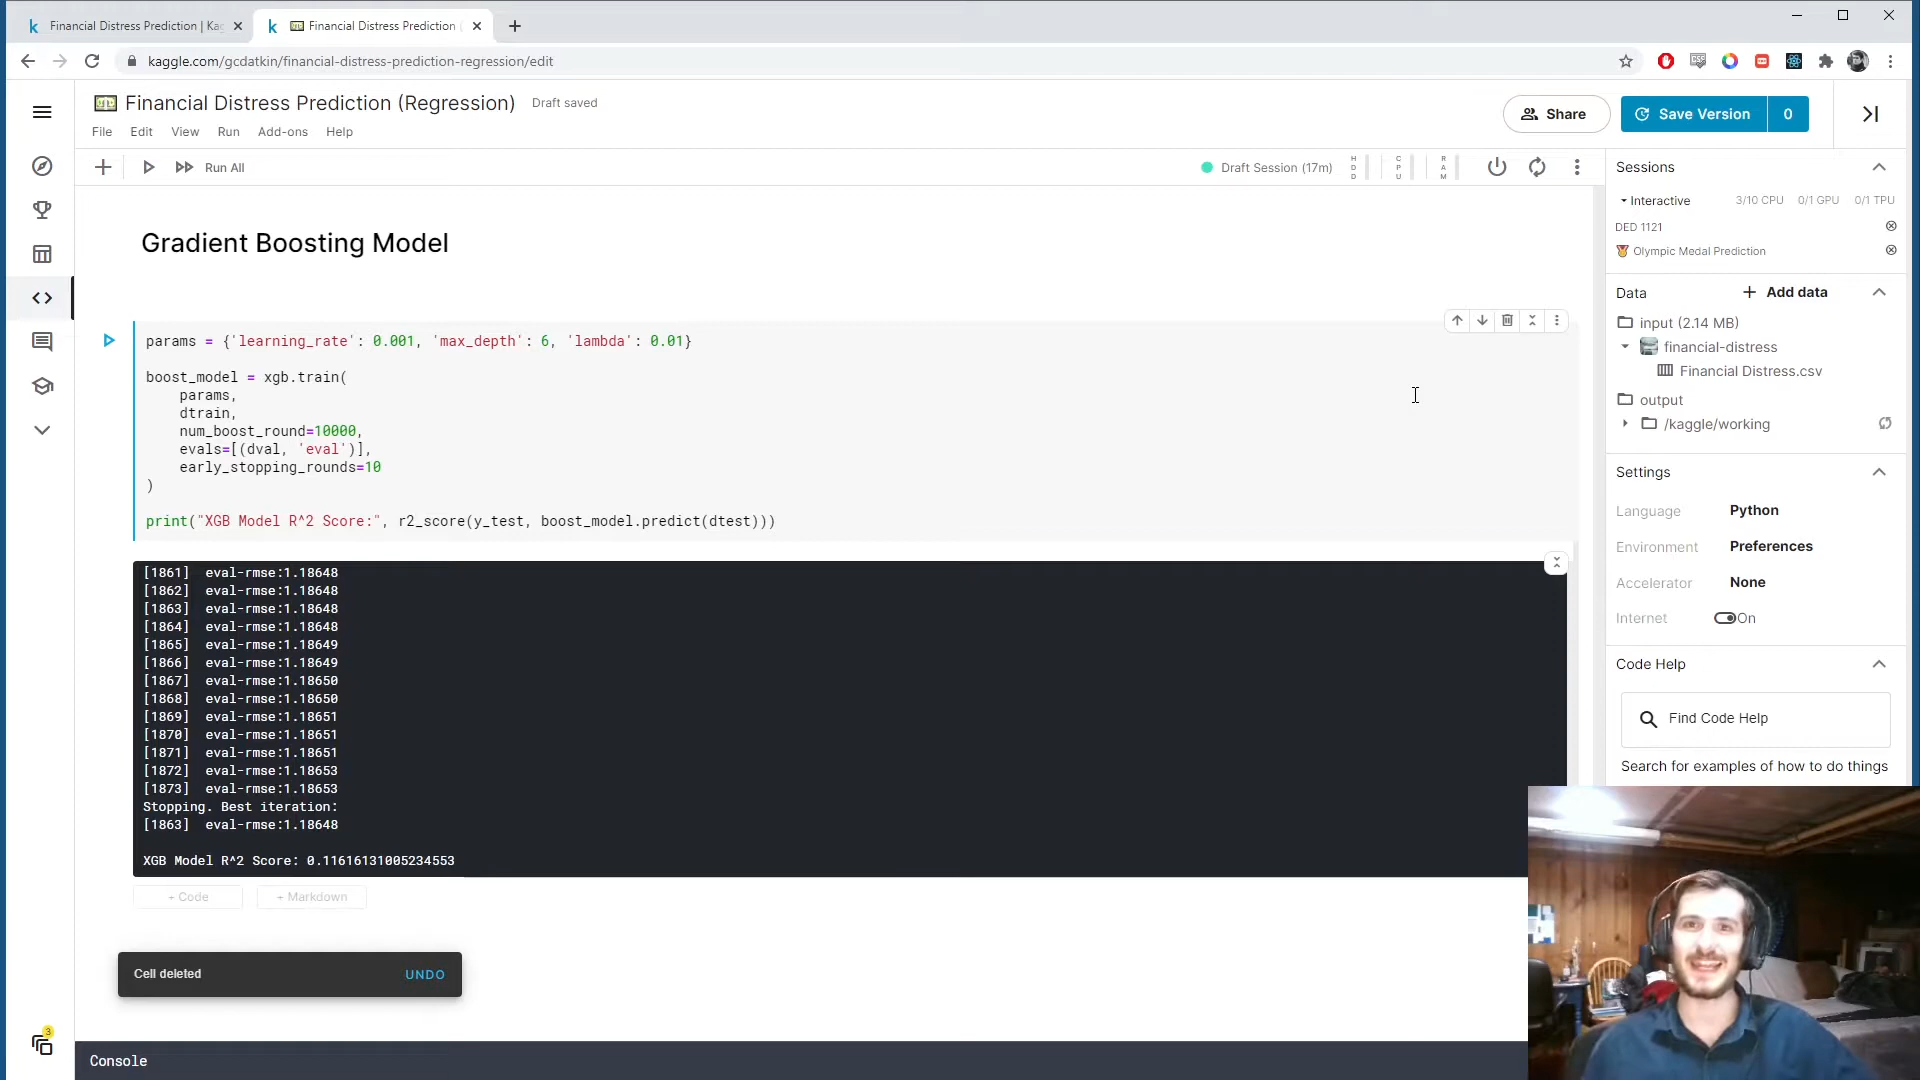 Financial Distress Prediction | Kag
Financial Distress Prediction (
kaggle.com/gcdatkin/financial-distress-prediction-regression/edit
Financial Distress Prediction (Regression)
Draft saved
File Edit View Run Add-ons Help
Share
Save Version
0
Run All
Draft Session (17m)
HDD
CPU
RAM
Gradient Boosting Model
params = {'learning_rate': 0.001, 'max_depth': 6, 'lambda': 0.01}
boost_model = xgb.train(
params,
dtrain,
num_boost_round=10000,
evals=[(dval, 'eval')],
early_stopping_rounds=10
)
print("XGB Model R^2 Score:", r2_score(y_test, boost_model.predict(dtest)))
[1861] eval-rmse:1.18648
[1862] eval-rmse:1.18648
[1863] eval-rmse:1.18648
[1864] eval-rmse:1.18648
[1865] eval-rmse:1.18649
[1866] eval-rmse:1.18649
[1867] eval-rmse:1.18650
[1868] eval-rmse:1.18650
[1869] eval-rmse:1.18651
[1870] eval-rmse:1.18651
[1871] eval-rmse:1.18651
[1872] eval-rmse:1.18653
[1873] eval-rmse:1.18653
Stopping. Best iteration:
[1863] eval-rmse:1.18648
XGB Model R^2 Score: 0.11616131005234553
+ Code
+ Markdown
Cell deleted
UNDO
3
Console
Sessions
Interactive 3/10 CPU 0/1 GPU 0/1 TPU
DED 1121
Olympic Medal Prediction
Data
+ Add data
input (2.14 MB)
financial-distress
Financial Distress.csv
output
/kaggle/working
Settings
Language Python
Environment Preferences
Accelerator None
Internet On
Code Help
Find Code Help
Search for examples of how to do things